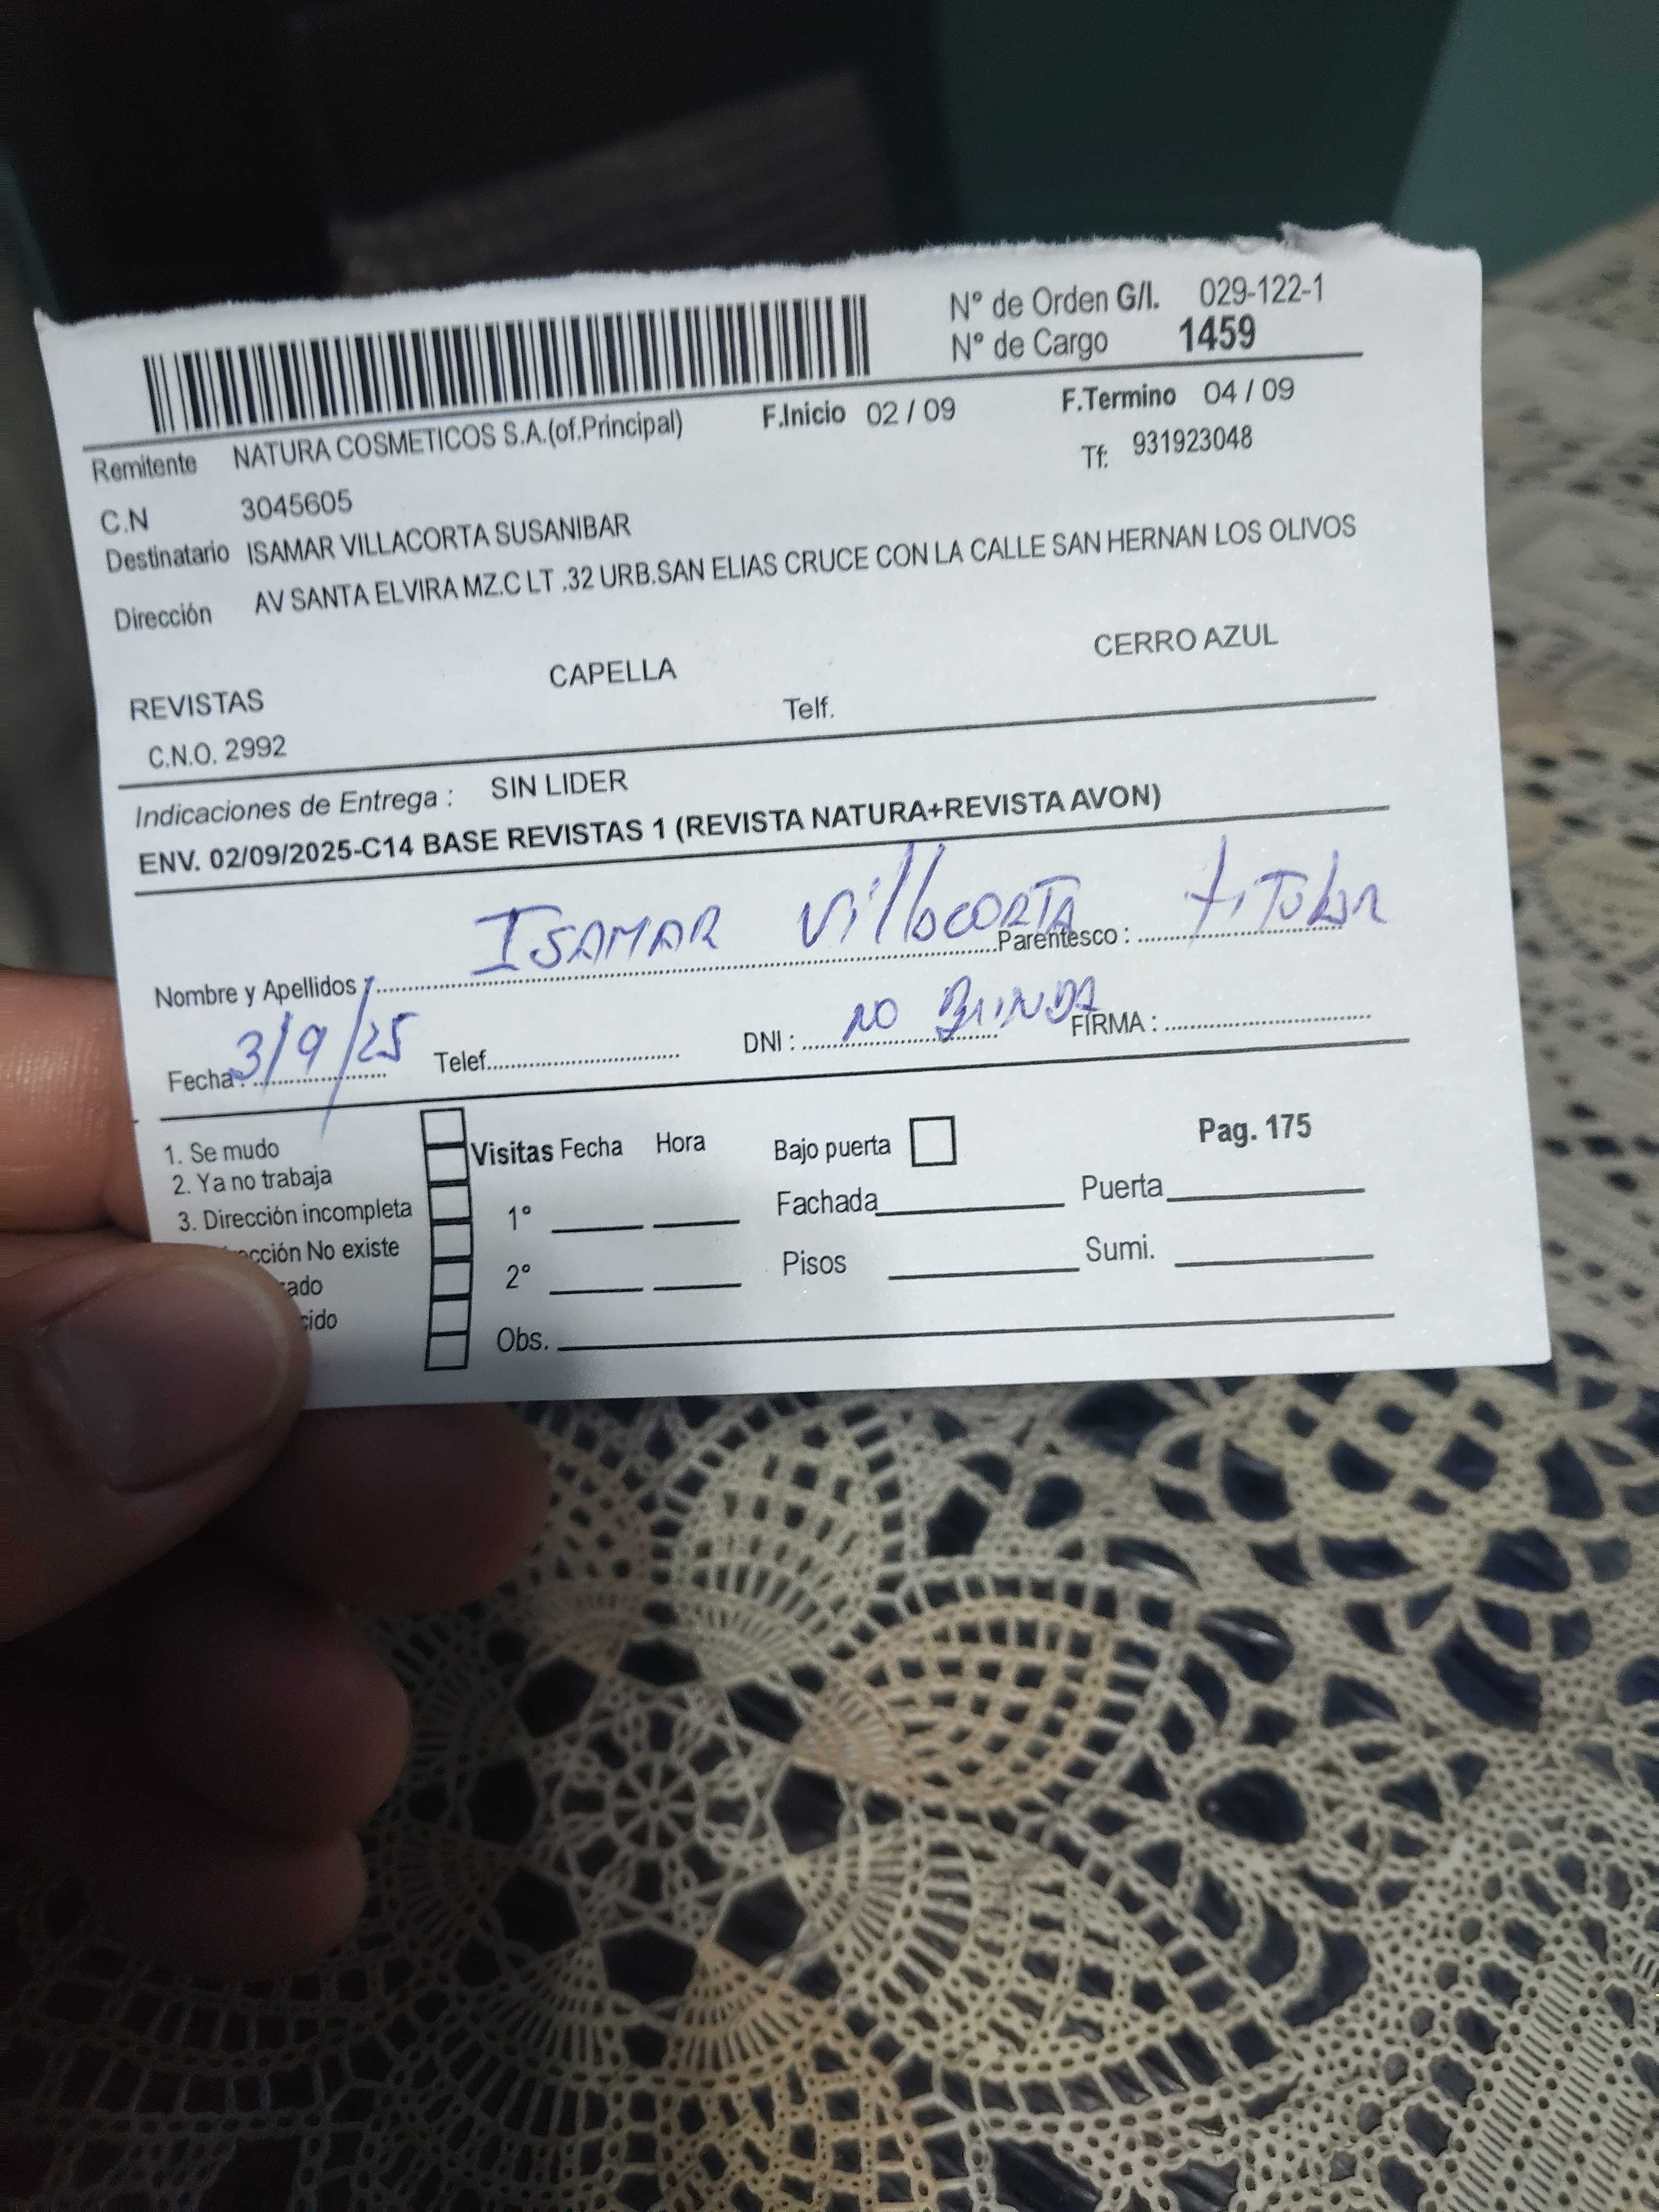 N° de Orden G/I. 029-122-1
N° de Cargo 1459
Remitente NATURA COSMETICOS S.A.(of.Principal) F.Inicio 02 / 09 F.Termino 04 / 09
C.N 3045605 Tf: 931923048
Destinatario ISAMAR VILLACORTA SUSANIBAR
Dirección AV SANTA ELVIRA MZ.C LT .32 URB.SAN ELIAS CRUCE CON LA CALLE SAN HERNAN LOS OLIVOS
REVISTAS CAPELLA CERRO AZUL
C.N.O. 2992 Telf.
Indicaciones de Entrega : SIN LIDER
ENV. 02/09/2025-C14 BASE REVISTAS 1 (REVISTA NATURA+REVISTA AVON)
Nombre y Apellidos : ISAMAR Villacorta Parentesco : titular
Fecha : 3/9/25 Telef. DNI : NO BRINDA FIRMA :
1. Se mudo
2. Ya no trabaja
3. Dirección incompleta
cción No existe
ado
cido
Visitas Fecha Hora Bajo puerta Pag. 175
1° Fachada Puerta
2° Pisos Sumi.
Obs.